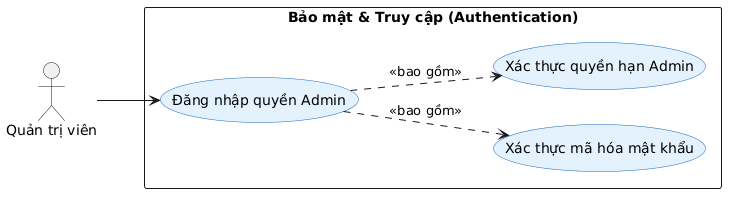 Bảo mật & Truy cập (Authentication)
Quản trị viên
Đăng nhập quyền Admin
«bao gồm»
Xác thực quyền hạn Admin
«bao gồm»
Xác thực mã hóa mật khẩu